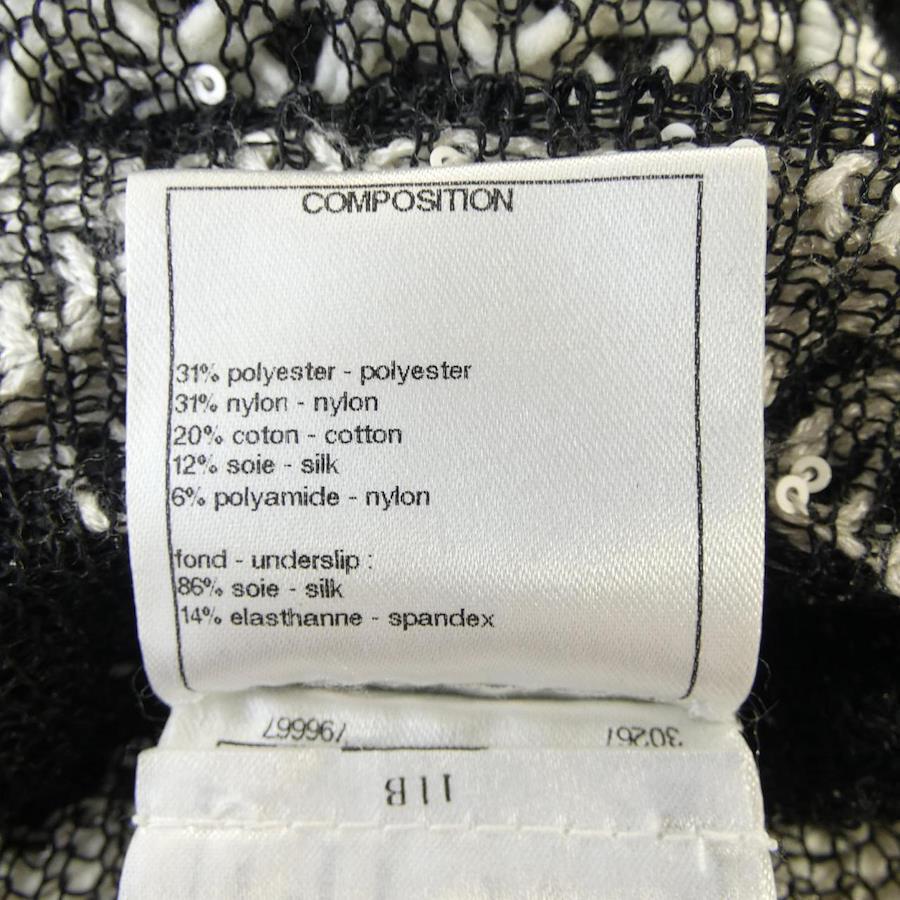 COMPOSITION
31% polyester - polyester
31% nylon - nylon
20% coton - cotton
12% soie - silk
6% polyamide - nylon
fond - underslip :
86% soie - silk
14% elasthanne - spandex
11B